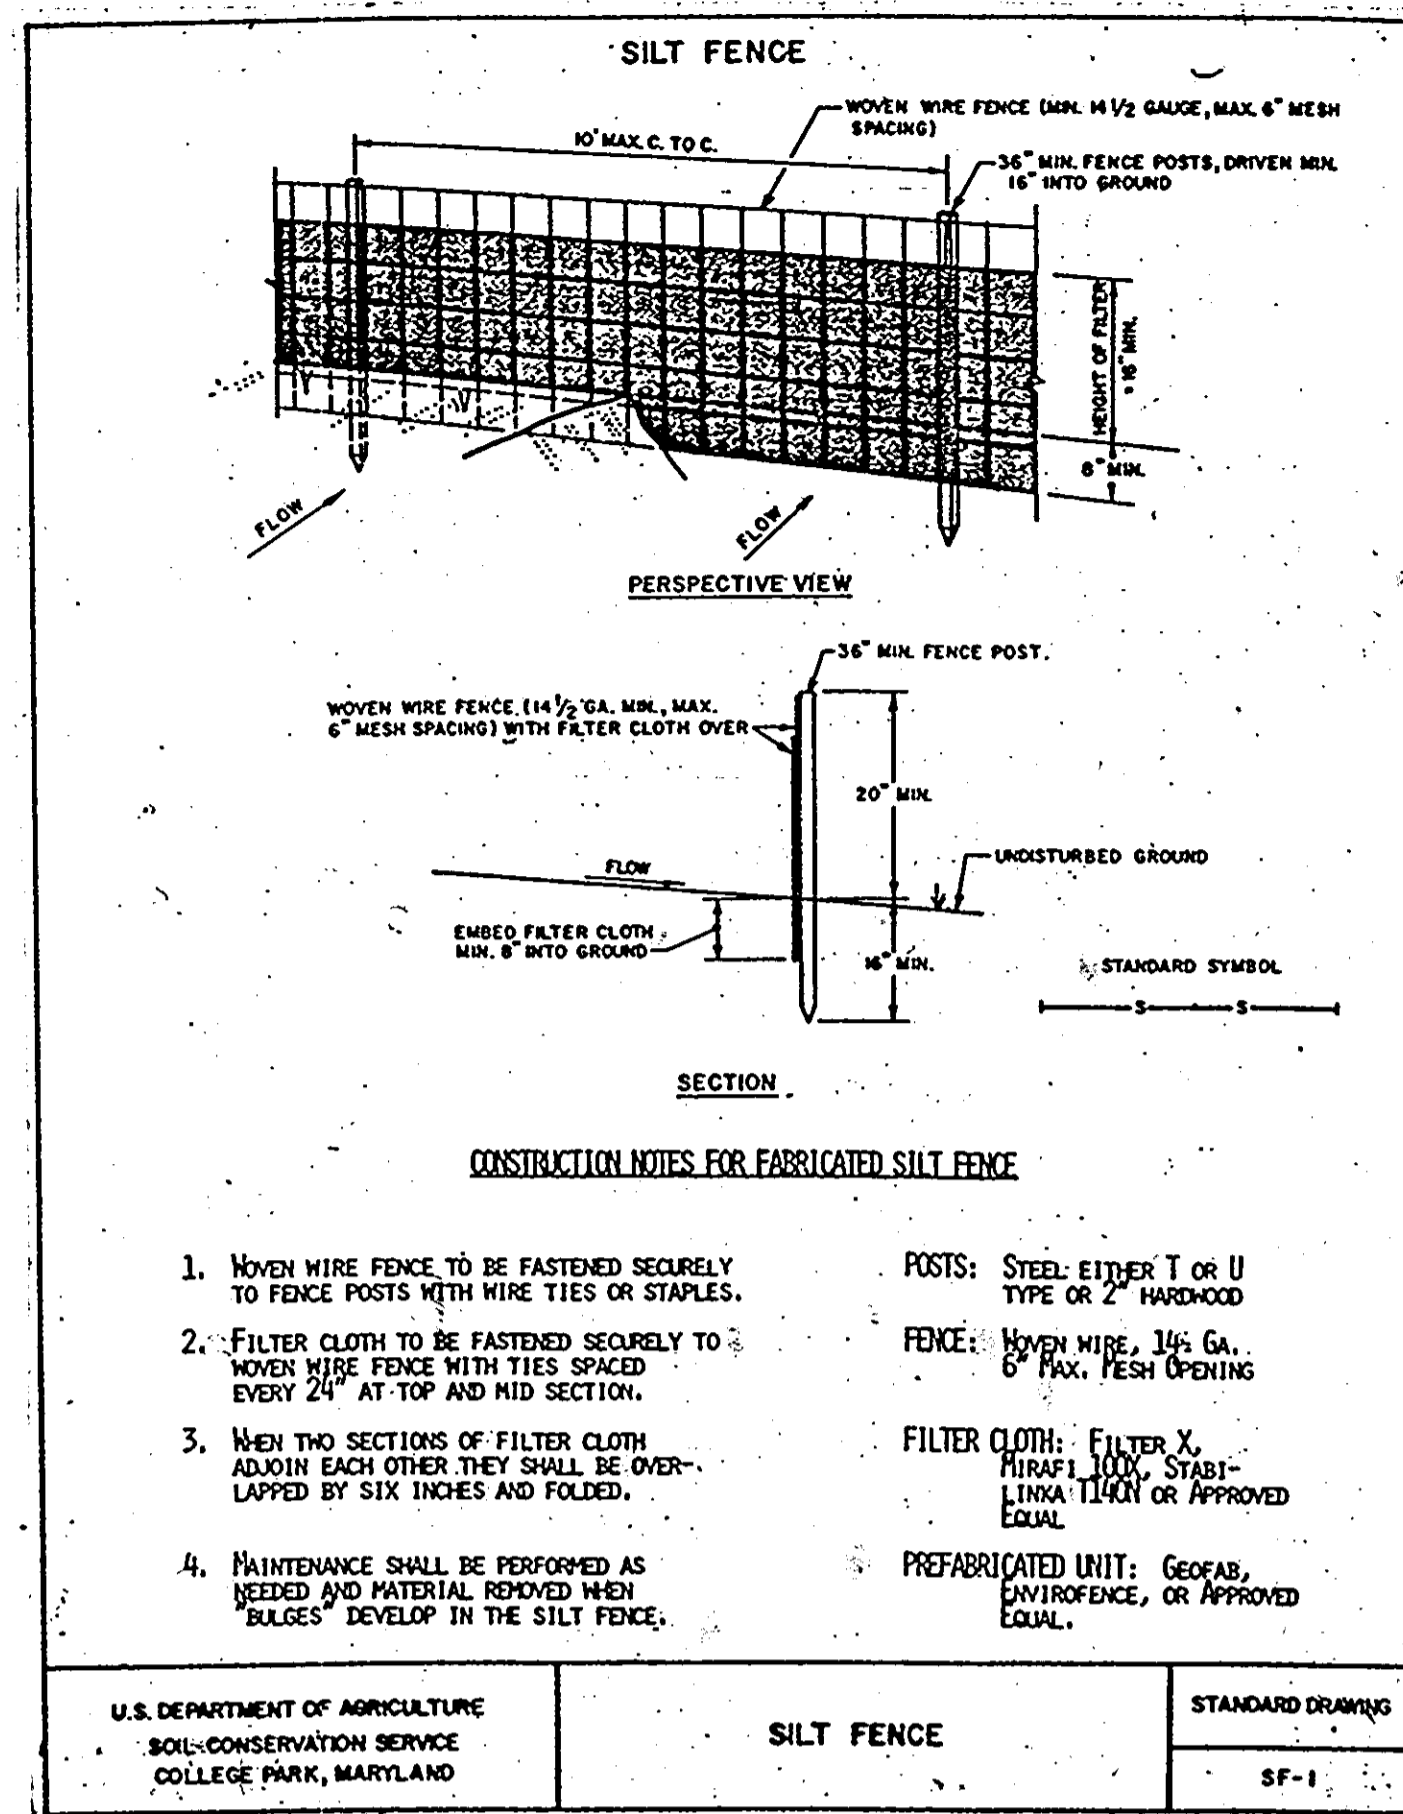 SILT FENCE
WOVEN WIRE FENCE (MIN. 14 1/2 GAUGE, MAX. 6" MESH
SPACING)
10' MAX. C. TO C.
36" MIN. FENCE POSTS, DRIVEN MIN.
16" INTO GROUND
HEIGHT OF FILTER
= 16" MIN.
8" MIN.
FLOW
FLOW
PERSPECTIVE VIEW
36" MIN. FENCE POST.
WOVEN WIRE FENCE (14 1/2 GA. MIN., MAX.
6" MESH SPACING) WITH FILTER CLOTH OVER
20" MIN.
FLOW
UNDISTURBED GROUND
EMBED FILTER CLOTH
MIN. 8" INTO GROUND
16" MIN.
STANDARD SYMBOL
S S
SECTION
CONSTRUCTION NOTES FOR FABRICATED SILT FENCE
1. WOVEN WIRE FENCE TO BE FASTENED SECURELY
TO FENCE POSTS WITH WIRE TIES OR STAPLES.
2. FILTER CLOTH TO BE FASTENED SECURELY TO
WOVEN WIRE FENCE WITH TIES SPACED
EVERY 24" AT TOP AND MID SECTION.
3. WHEN TWO SECTIONS OF FILTER CLOTH
ADJOIN EACH OTHER THEY SHALL BE OVER-
LAPPED BY SIX INCHES AND FOLDED.
4. MAINTENANCE SHALL BE PERFORMED AS
NEEDED AND MATERIAL REMOVED WHEN
"BULGES" DEVELOP IN THE SILT FENCE.
POSTS: STEEL EITHER T OR U
TYPE OR 2" HARDWOOD
FENCE: WOVEN WIRE, 14½ GA.
6" MAX. MESH OPENING
FILTER CLOTH: FILTER X,
MIRAFI 100X, STABI-
LINKA T140N OR APPROVED
EQUAL
PREFABRICATED UNIT: GEOFAB,
ENVIROFENCE, OR APPROVED
EQUAL.
U.S. DEPARTMENT OF AGRICULTURE
SOIL CONSERVATION SERVICE
COLLEGE PARK, MARYLAND
SILT FENCE
STANDARD DRAWING
SF-1